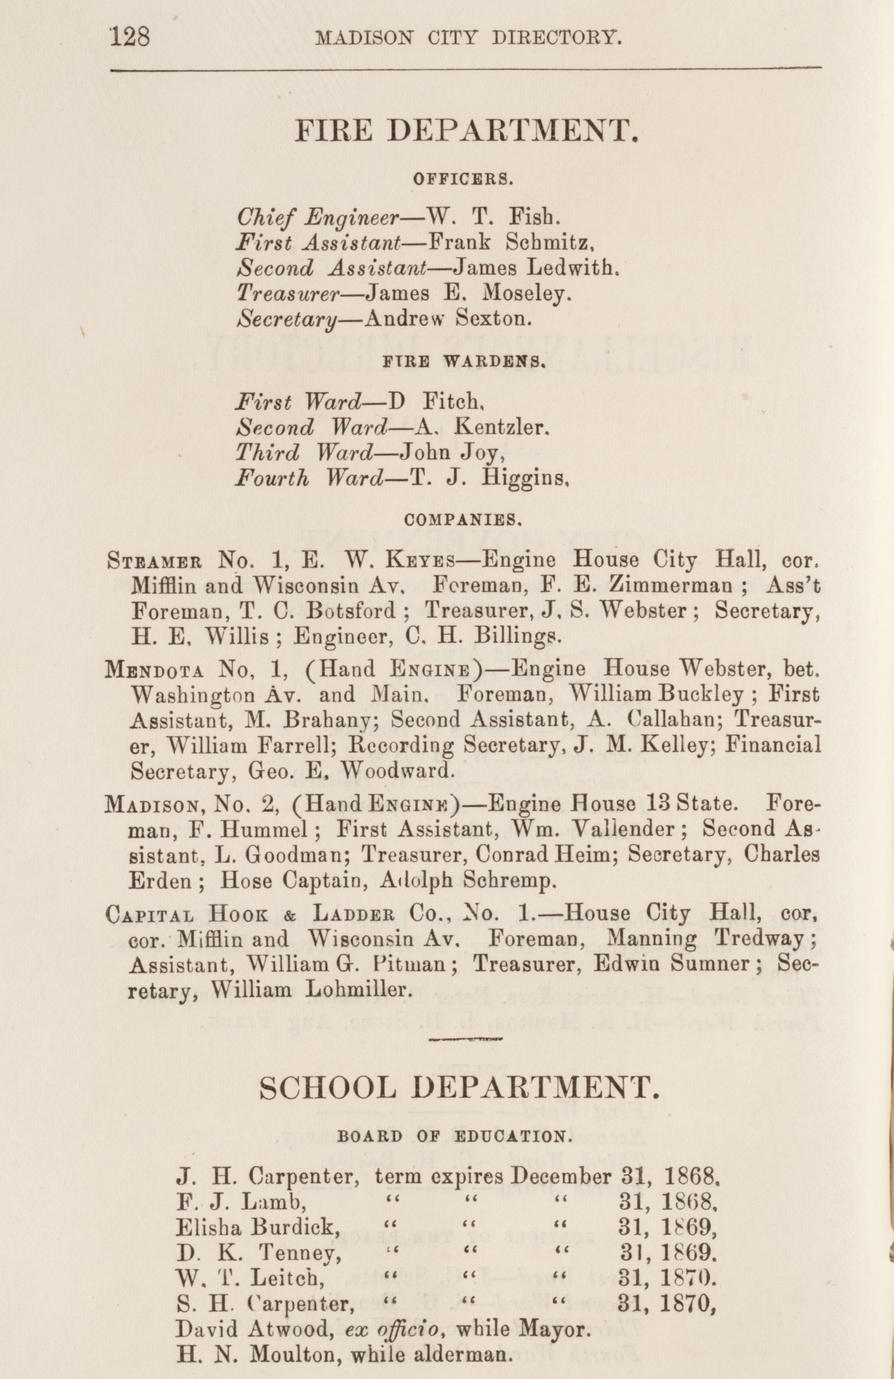 128 MADISON CITY DIRECTORY.
FIRE DEPARTMENT.
OFFICERS.
Chief Engineer—W. T. Fish.
First Assistant—Frank Schmitz,
Second Assistant—James Ledwith.
Treasurer—James E. Moseley.
Secretary—Andrew Sexton.
FIRE WARDENS.
First Ward—D Fitch,
Second Ward—A. Kentzler.
Third Ward—John Joy,
Fourth Ward—T. J. Higgins,
COMPANIES.
STEAMER No. 1, E. W. KEYES—Engine House City Hall, cor.
Mifflin and Wisconsin Av. Foreman, F. E. Zimmerman ; Ass't
Foreman, T. C. Botsford ; Treasurer, J. S. Webster ; Secretary,
H. E. Willis ; Engineer, C. H. Billings.
MENDOTA No, 1, (Hand ENGINE)—Engine House Webster, bet.
Washington Av. and Main. Foreman, William Buckley ; First
Assistant, M. Brahany; Second Assistant, A. Callahan; Treasur-
er, William Farrell; Recording Secretary, J. M. Kelley; Financial
Secretary, Geo. E. Woodward.
MADISON, No. 2, (Hand ENGINE)—Engine House 13 State. Fore-
man, F. Hummel ; First Assistant, Wm. Vallender ; Second As-
sistant, L. Goodman; Treasurer, Conrad Heim; Secretary, Charles
Erden ; Hose Captain, Adolph Schremp.
CAPITAL HOOK & LADDER Co., No. 1.—House City Hall, cor,
cor. Mifflin and Wisconsin Av. Foreman, Manning Tredway ;
Assistant, William G. Pitman ; Treasurer, Edwin Sumner ; Sec-
retary, William Lohmiller.
SCHOOL DEPARTMENT.
BOARD OF EDUCATION.
J. H. Carpenter, term expires December 31, 1868.
F. J. Lamb, " " " 31, 1868.
Elisha Burdick, " " " 31, 1869,
D. K. Tenney, " " " 31, 1869.
W. T. Leitch, " " " 31, 1870.
S. H. Carpenter, " " " 31, 1870,
David Atwood, ex officio, while Mayor.
H. N. Moulton, while alderman.